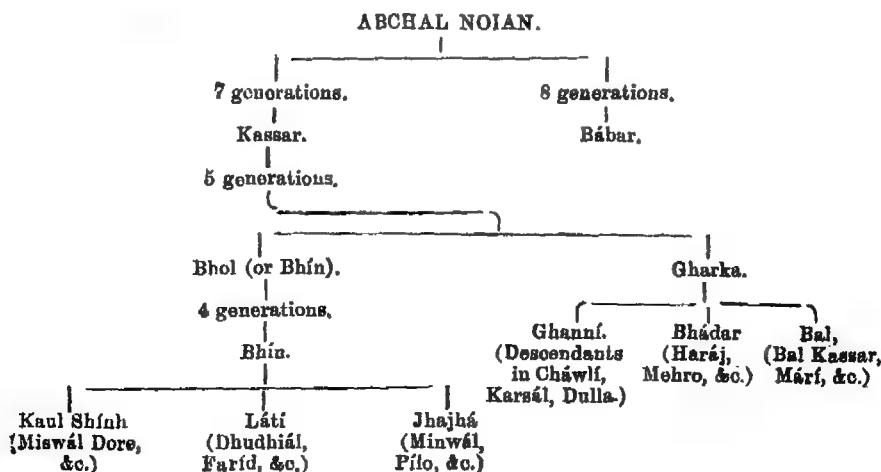 ABCHAL NOIAN.
7 generations. 8 generations.
Kassar. Bábar.
5 generations.
Bhol (or Bhín). Gharka.
4 generations.
Ghanní. Bhádar Bal,
(Descendants (Haráj, (Bal Kassar,
in Cháwlí, Mehro, &c.) Márí, &c.)
Karsál, Dulla.)
Bhín.
Kaul Shính Látí Jhajhá
(Miswál Dore, (Dhudhiál, (Minwál,
&c.) Faríd, &c.) Pílo, &c.)